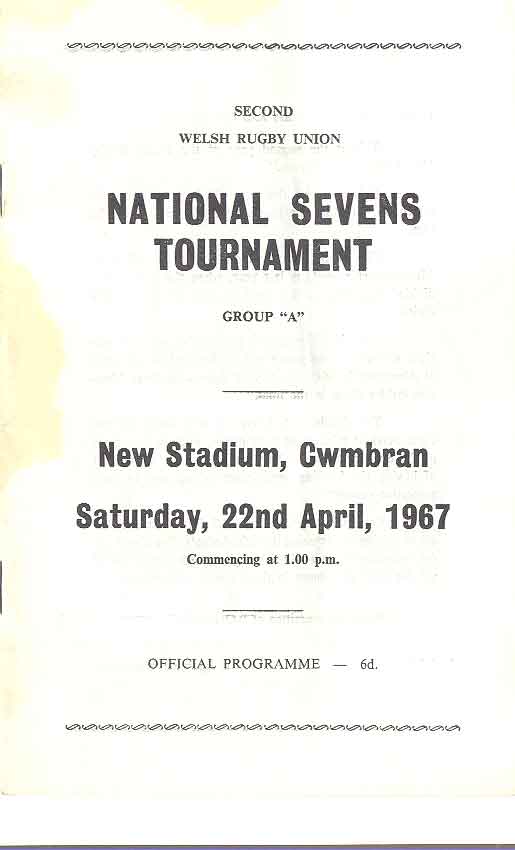 SECOND
WELSH RUGBY UNION
NATIONAL SEVENS
TOURNAMENT
GROUP "A"
New Stadium, Cwmbran
Saturday, 22nd April, 1967
Commencing at 1.00 p.m.
OFFICIAL PROGRAMME — 6d.